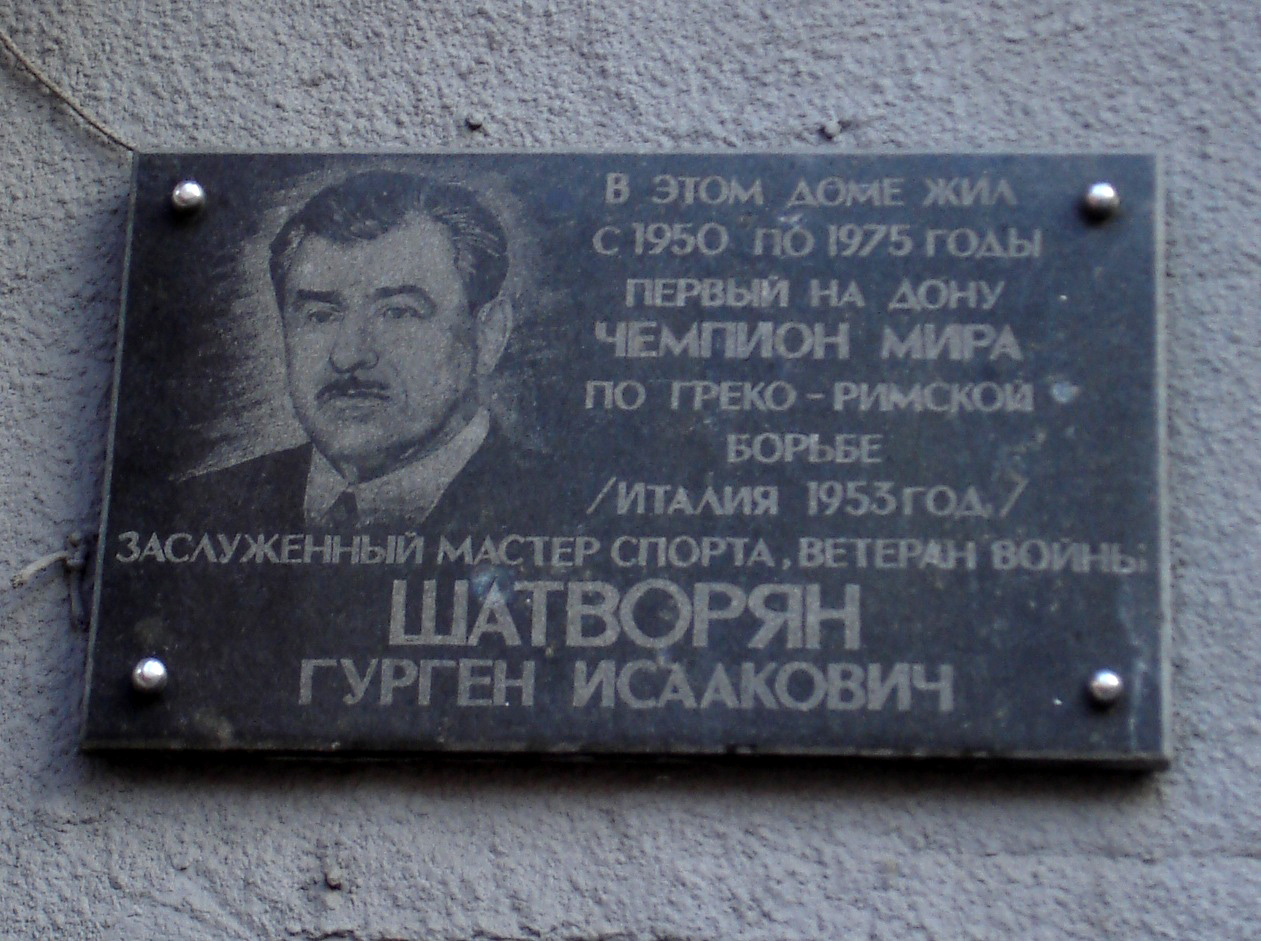 В ЭТОМ ДОМЕ ЖИЛ
С 1950 ПО 1975 ГОДЫ
ПЕРВЫЙ НА ДОНУ
ЧЕМПИОН МИРА
ПО ГРЕКО-РИМСКОЙ
БОРЬБЕ
/ИТАЛИЯ 1953 ГОД./
ЗАСЛУЖЕННЫЙ МАСТЕР СПОРТА, ВЕТЕРАН ВОЙНЫ
ШАТВОРЯН
ГУРГЕН ИСААКОВИЧ